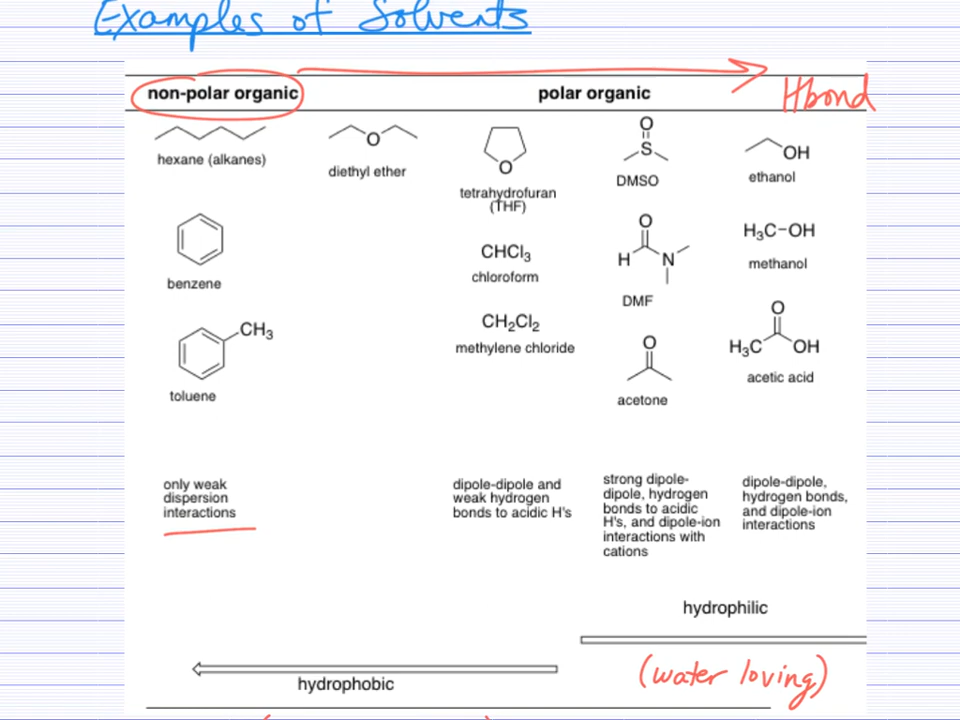 Examples of Solvents
non-polar organic
polar organic
Hbond
hexane (alkanes)
O
diethyl ether
O
tetrahydrofuran
(THF)
O
S
DMSO
OH
ethanol
benzene
CHCl3
chloroform
O
H N
DMF
H3C-OH
methanol
CH3
toluene
CH2Cl2
methylene chloride
O
acetone
O
H3C OH
acetic acid
only weak
dispersion
interactions
dipole-dipole and
weak hydrogen
bonds to acidic H's
strong dipole-
dipole, hydrogen
bonds to acidic
H's, and dipole-ion
interactions with
cations
dipole-dipole,
hydrogen bonds,
and dipole-ion
interactions
hydrophilic
(water loving)
hydrophobic